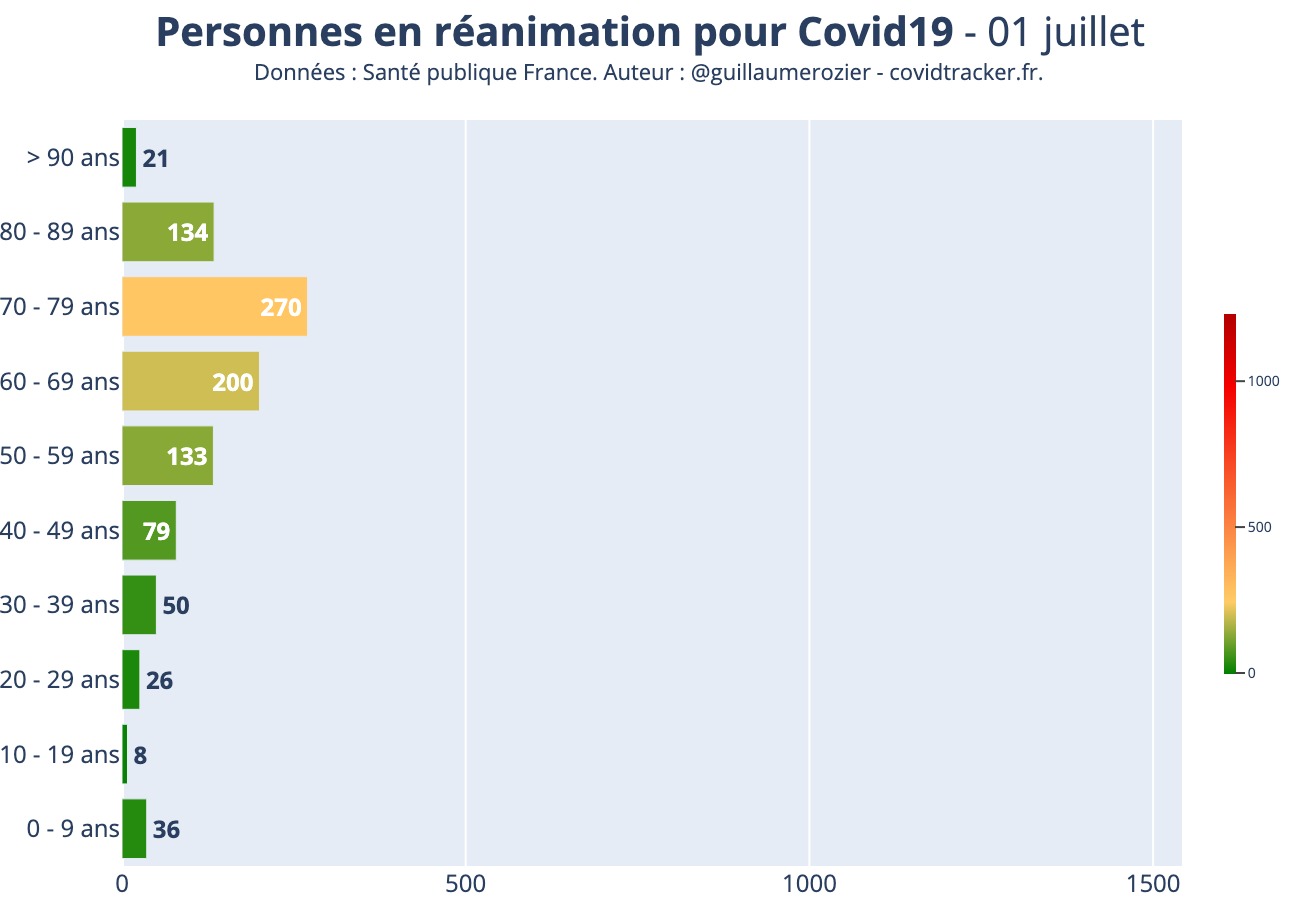 Personnes en réanimation pour Covid19 - 01 juillet
Données : Santé publique France. Auteur : @guillaumerozier - covidtracker.fr.
> 90 ans 21
80 - 89 ans 134
70 - 79 ans 270
60 - 69 ans 200
50 - 59 ans 133
40 - 49 ans 79
30 - 39 ans 50
20 - 29 ans 26
10 - 19 ans 8
0 - 9 ans 36
0 500 1000 1500
1000
500
0